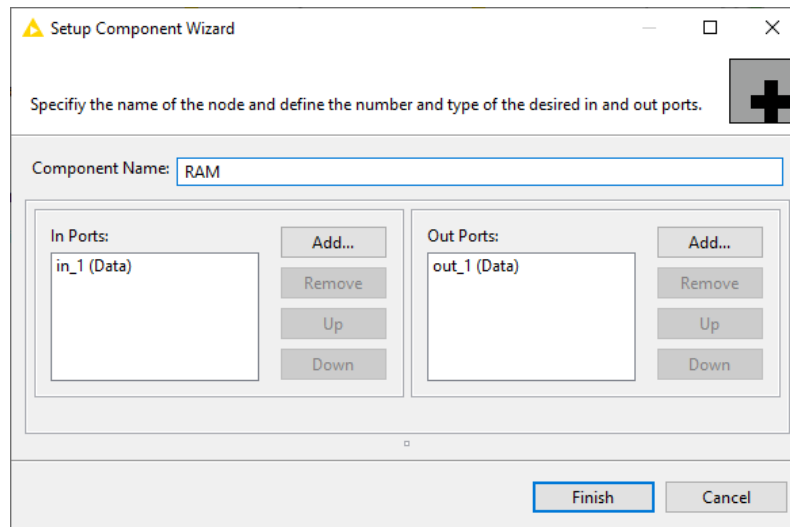 Setup Component Wizard
Specifiy the name of the node and define the number and type of the desired in and out ports.
Component Name: RAM
In Ports:
in_1 (Data)
Add...
Remove
Up
Down
Out Ports:
out_1 (Data)
Add...
Remove
Up
Down
Finish Cancel